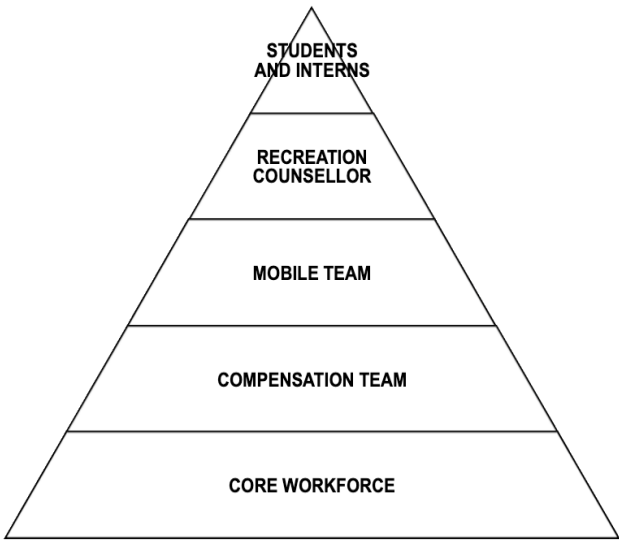 STUDENTS
AND INTERNS
RECREATION
COUNSELLOR
MOBILE TEAM
COMPENSATION TEAM
CORE WORKFORCE